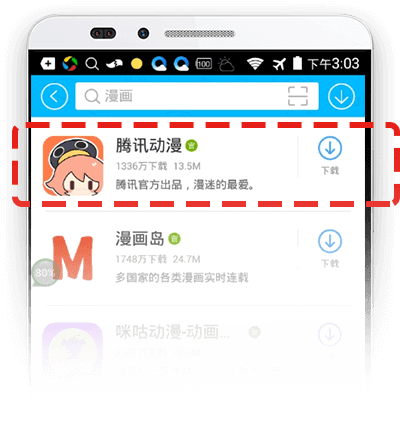 100
下午3:03
漫画
腾讯动漫 官
1336万下载 13.5M
腾讯官方出品，漫迷的最爱。
下载
M
漫画岛 官
1748万下载 24.7M
多国家的各类漫画实时连载
下载
80%
咪咕动漫-动画...